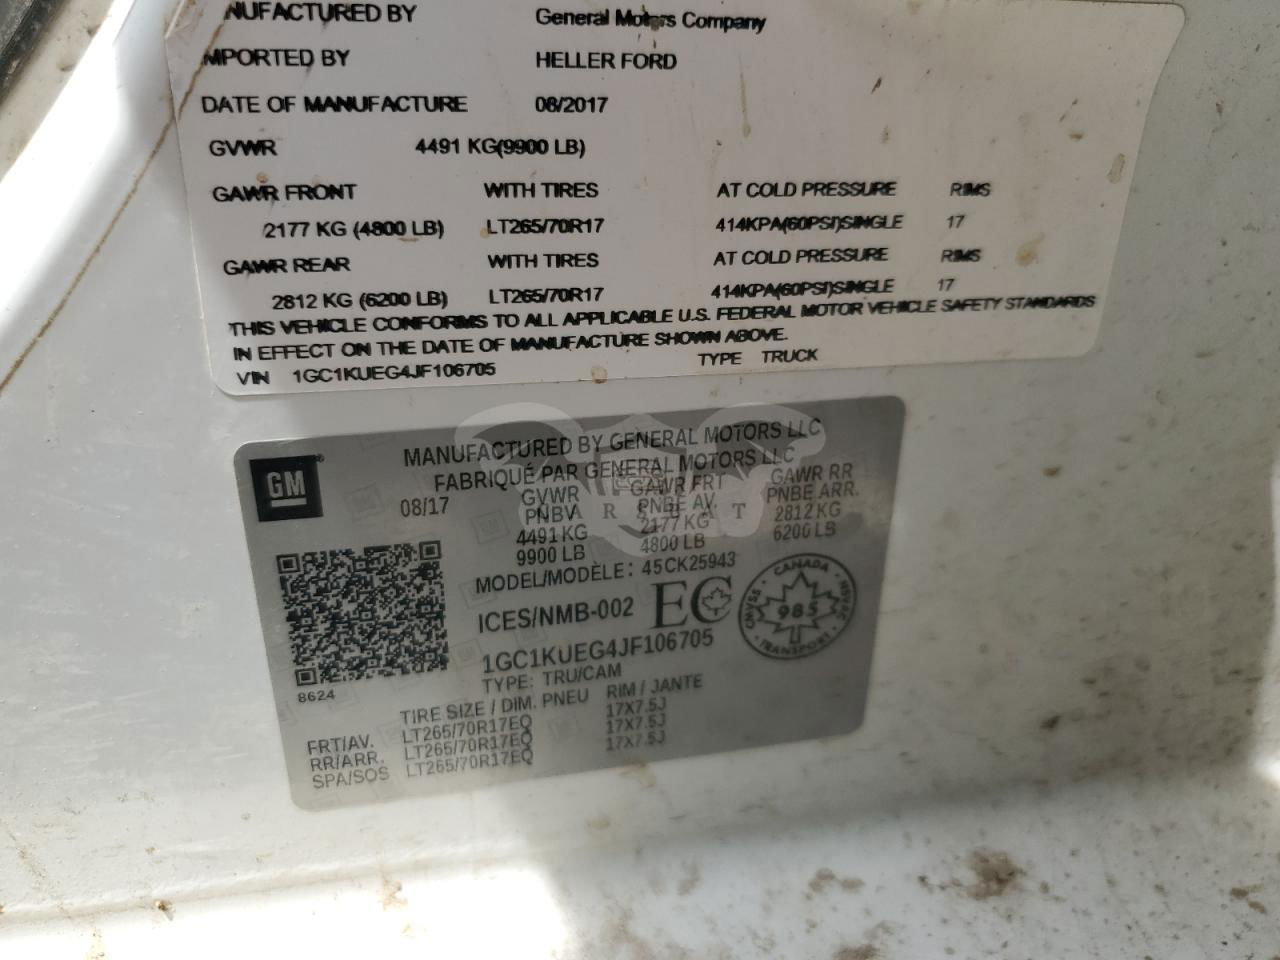 NUFACTURED BY General Motors Company
MPORTED BY HELLER FORD
DATE OF MANUFACTURE 08/2017
GVWR 4491 KG(9900 LB)
GAWR FRONT WITH TIRES AT COLD PRESSURE RIMS
2177 KG (4800 LB) LT265/70R17 414KPA(60PSI)SINGLE 17
GAWR REAR WITH TIRES AT COLD PRESSURE RIMS
2812 KG (6200 LB) LT265/70R17 414KPA(60PSI)SINGLE 17
THIS VEHICLE CONFORMS TO ALL APPLICABLE U.S. FEDERAL MOTOR VEHICLE SAFETY STANDARDS
IN EFFECT ON THE DATE OF MANUFACTURE SHOWN ABOVE.
VIN 1GC1KUEG4JF106705 TYPE TRUCK
GM
MANUFACTURED BY GENERAL MOTORS LLC
FABRIQUÉ PAR GENERAL MOTORS LLC
08/17 GVWR GAWR FRT GAWR RR
PNBV PNBE AV. PNBE ARR.
4491 KG 2177 KG 2812 KG
9900 LB 4800 LB 6200 LB
MODEL/MODÈLE: 45CK25943
ICES/NMB-002 EC
CANADA
985
TRANSPORT
1GC1KUEG4JF106705
TYPE: TRU/CAM
8624
TIRE SIZE / DIM. PNEU RIM / JANTE
FRT/AV. LT265/70R17EQ 17X7.5J
RR/ARR. LT265/70R17EQ 17X7.5J
SPA/SOS LT265/70R17EQ 17X7.5J